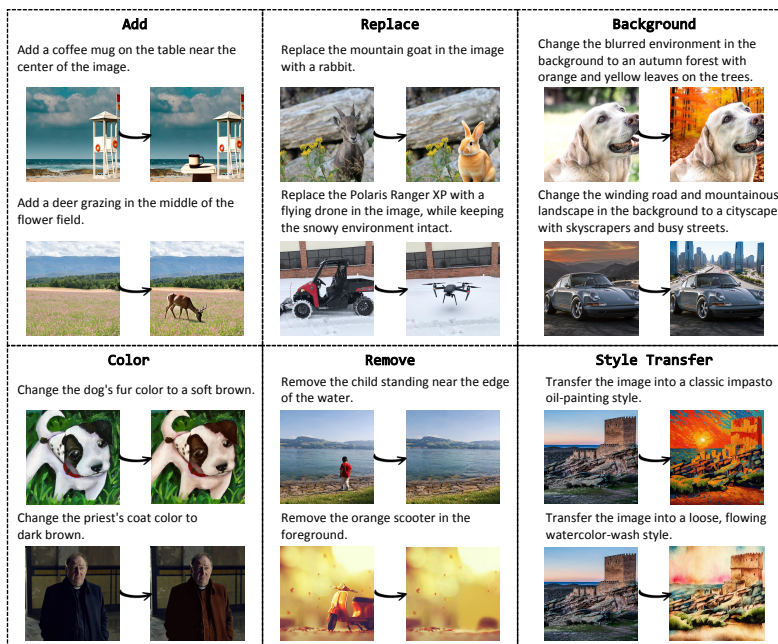 Add
Add a coffee mug on the table near the
center of the image.
Add a deer grazing in the middle of the
flower field.
Replace
Replace the mountain goat in the image
with a rabbit.
Replace the Polaris Ranger XP with a
flying drone in the image, while keeping
the snowy environment intact.
Background
Change the blurred environment in the
background to an autumn forest with
orange and yellow leaves on the trees.
Change the winding road and mountainous
landscape in the background to a cityscape
with skyscrapers and busy streets.
Color
Change the dog's fur color to a soft brown.
Change the priest's coat color to
dark brown.
Remove
Remove the child standing near the edge
of the water.
Remove the orange scooter in the
foreground.
Style Transfer
Transfer the image into a classic impasto
oil-painting style.
Transfer the image into a loose, flowing
watercolor-wash style.